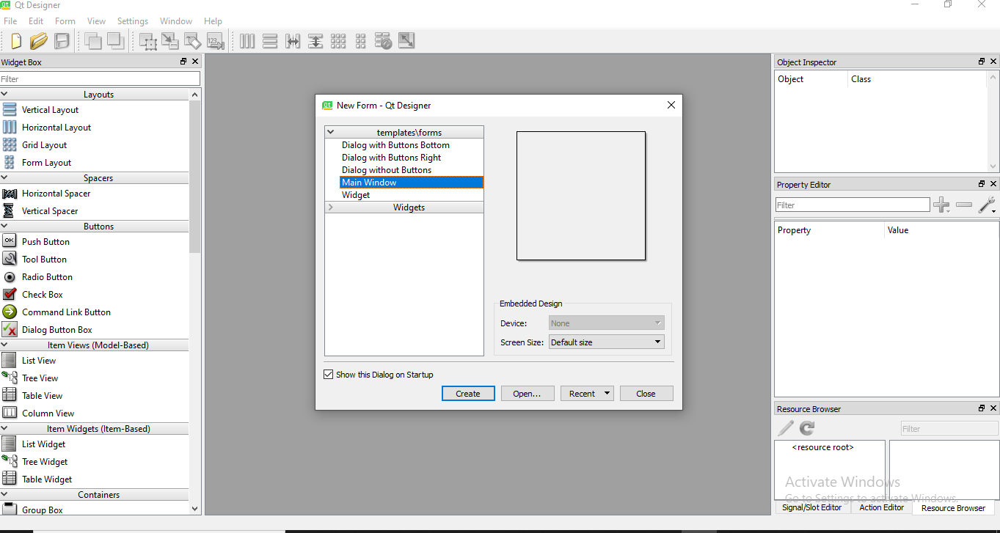 Qt Designer
File Edit Form View Settings Window Help
Widget Box
Filter
Layouts
Vertical Layout
Horizontal Layout
Grid Layout
Form Layout
Spacers
Horizontal Spacer
Vertical Spacer
Buttons
OK Push Button
Tool Button
Radio Button
Check Box
Command Link Button
Dialog Button Box
Item Views (Model-Based)
List View
Tree View
Table View
Column View
Item Widgets (Item-Based)
List Widget
Tree Widget
Table Widget
Containers
Group Box
New Form - Qt Designer
templates\forms
Dialog with Buttons Bottom
Dialog with Buttons Right
Dialog without Buttons
Main Window
Widget
Widgets
Embedded Design
Device: None
Screen Size: Default size
Show this Dialog on Startup
Create Open... Recent Close
Object Inspector
Object Class
Property Editor
Filter
Property Value
Resource Browser
Filter
<resource root>
Activate Windows
Go to Settings to activate Windows.
Signal/Slot Editor Action Editor Resource Browser